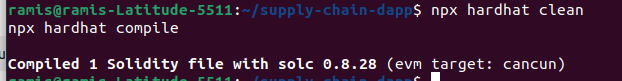 ramis@ramis-Latitude-5511:~/supply-chain-dapp$ npx hardhat clean
npx hardhat compile
Compiled 1 Solidity file with solc 0.8.28 (evm target: cancun)